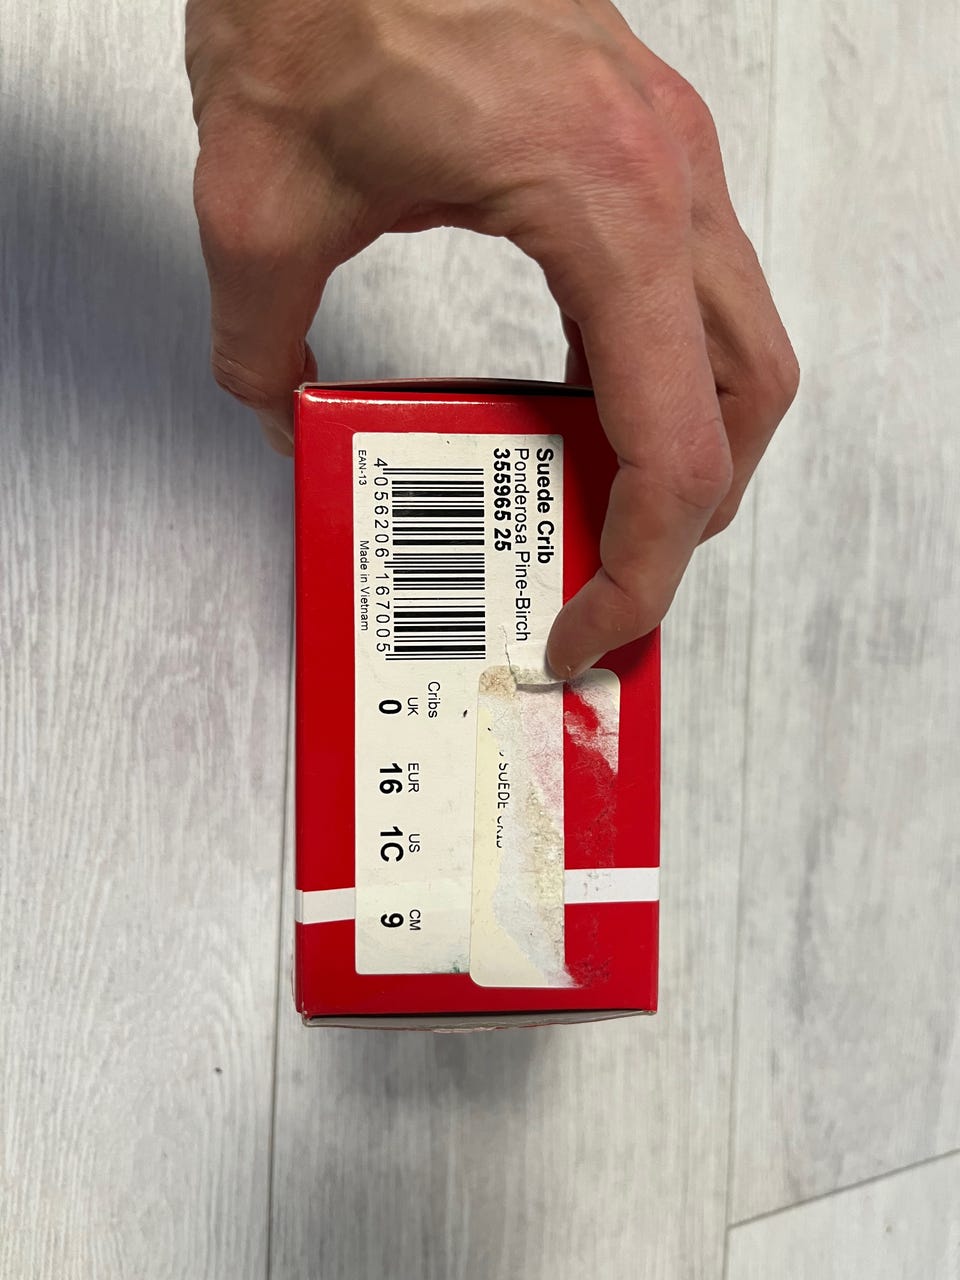 Suede Crib
Ponderosa Pine-Birch
355965 25
4 056206 167005
EAN-13
Made in Vietnam
Cribs
UK EUR US CM
0 16 1C 9
SUEDE